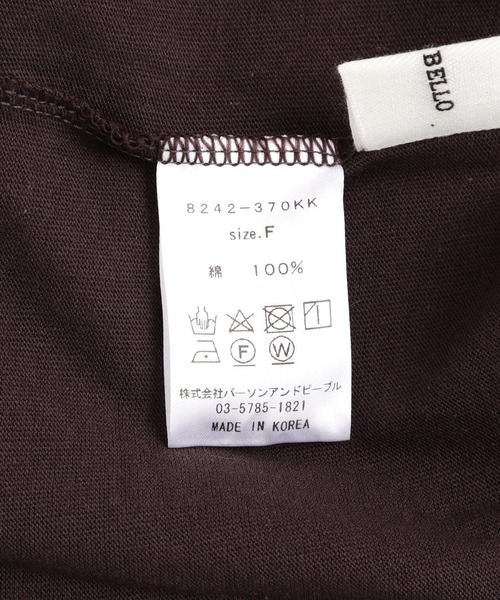 BELLO
8242-370KK
size.F
綿 100%
F W
株式会社パーソンアンドピープル
03-5785-1821
MADE IN KOREA